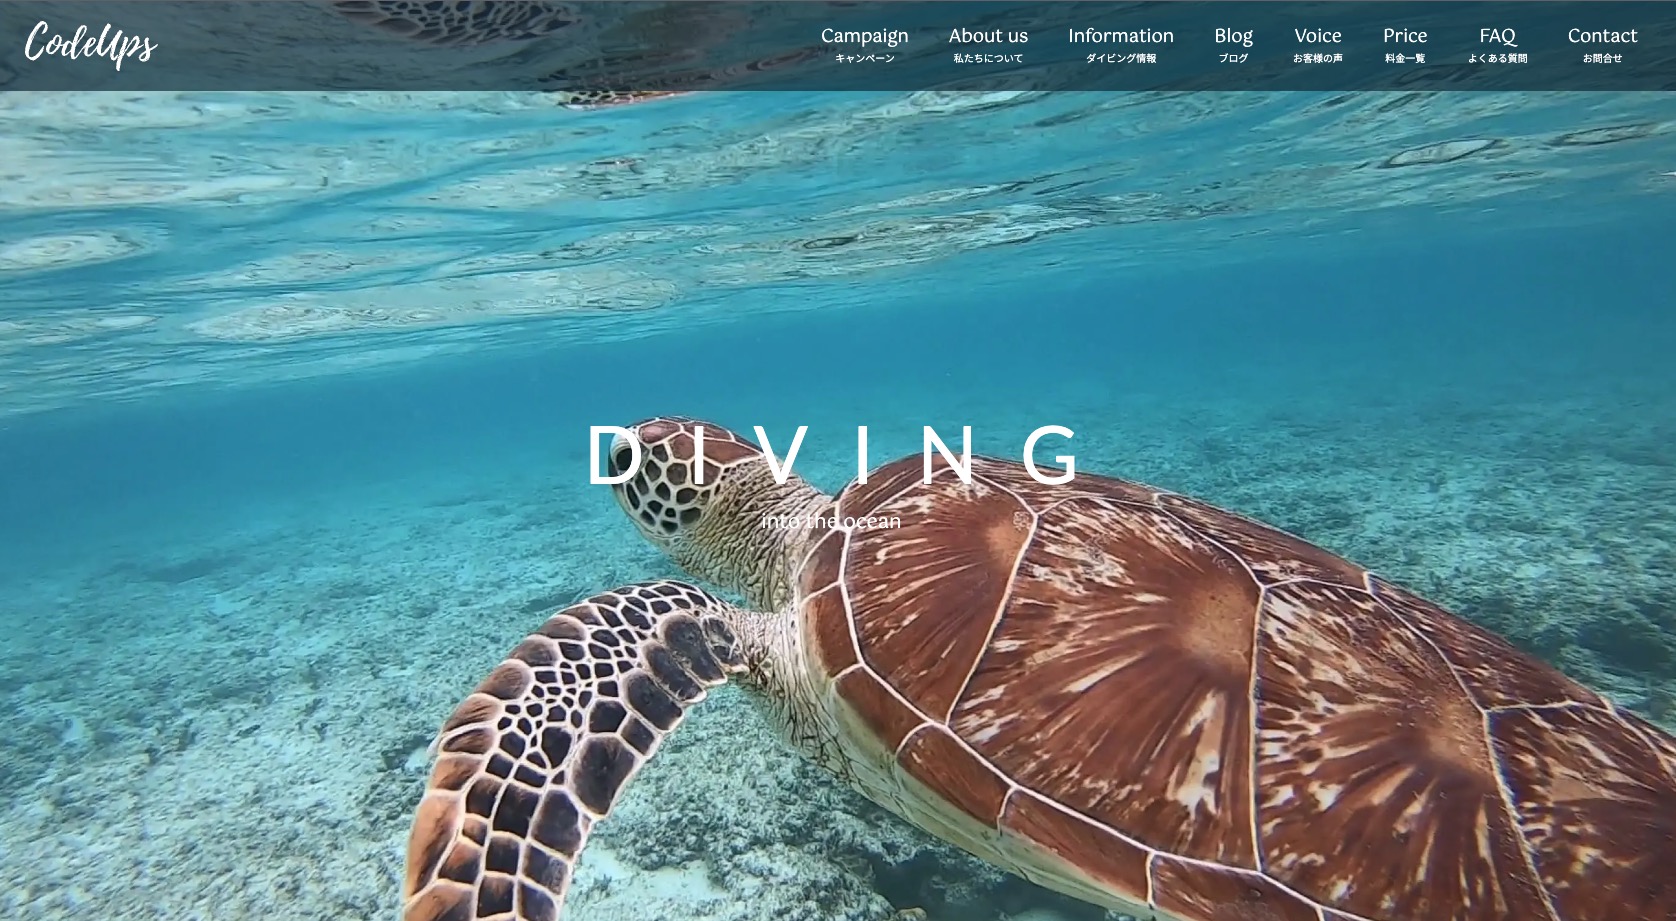 CodeUps
Campaign
キャンペーン
About us
私たちについて
Information
ダイビング情報
Blog
ブログ
Voice
お客様の声
Price
料金一覧
FAQ
よくある質問
Contact
お問合せ
DIVING
into the ocean